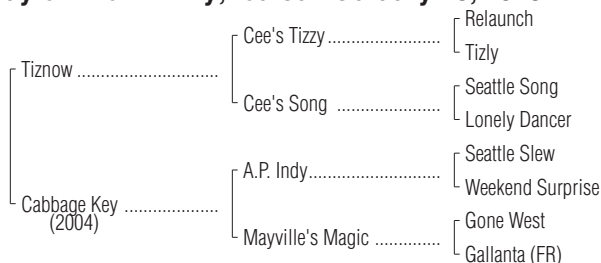 Relaunch
Cee's Tizzy
Tizly
Tiznow
Seattle Song
Cee's Song
Lonely Dancer
Seattle Slew
A.P. Indy
Weekend Surprise
Cabbage Key
(2004)
Gone West
Mayville's Magic
Gallanta (FR)